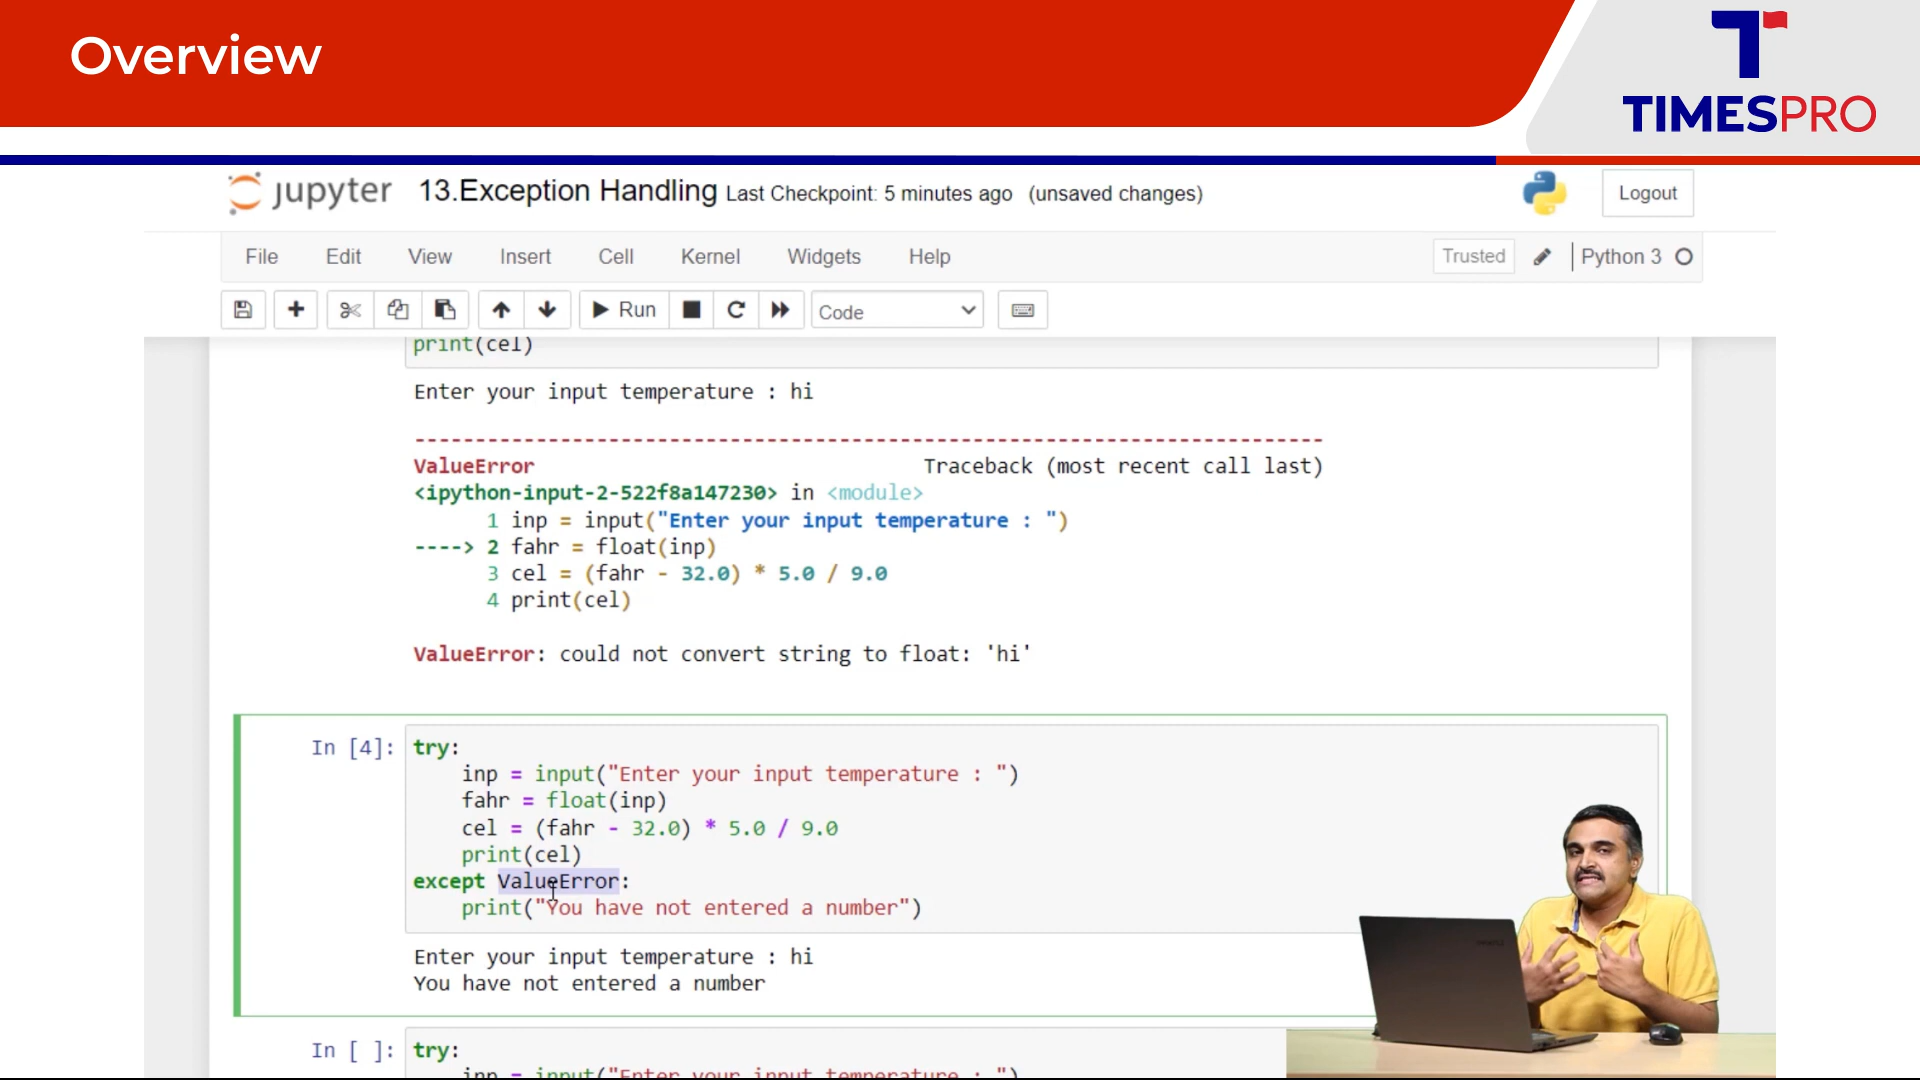 Overview
TIMESPRO
jupyter 13.Exception Handling Last Checkpoint: 5 minutes ago (unsaved changes)
Logout
File Edit View Insert Cell Kernel Widgets Help
Trusted Python 3
Run Code
print(cel)
Enter your input temperature : hi
---------------------------------------------------------------------------
ValueError Traceback (most recent call last)
<ipython-input-2-522f8a147230> in <module>
1 inp = input("Enter your input temperature : ")
----> 2 fahr = float(inp)
3 cel = (fahr - 32.0) * 5.0 / 9.0
4 print(cel)
ValueError: could not convert string to float: 'hi'
In [4]: try:
inp = input("Enter your input temperature : ")
fahr = float(inp)
cel = (fahr - 32.0) * 5.0 / 9.0
print(cel)
except ValueError:
print("You have not entered a number")
Enter your input temperature : hi
You have not entered a number
In [ ]: try:
inp = input("Enter your input temperature : ")